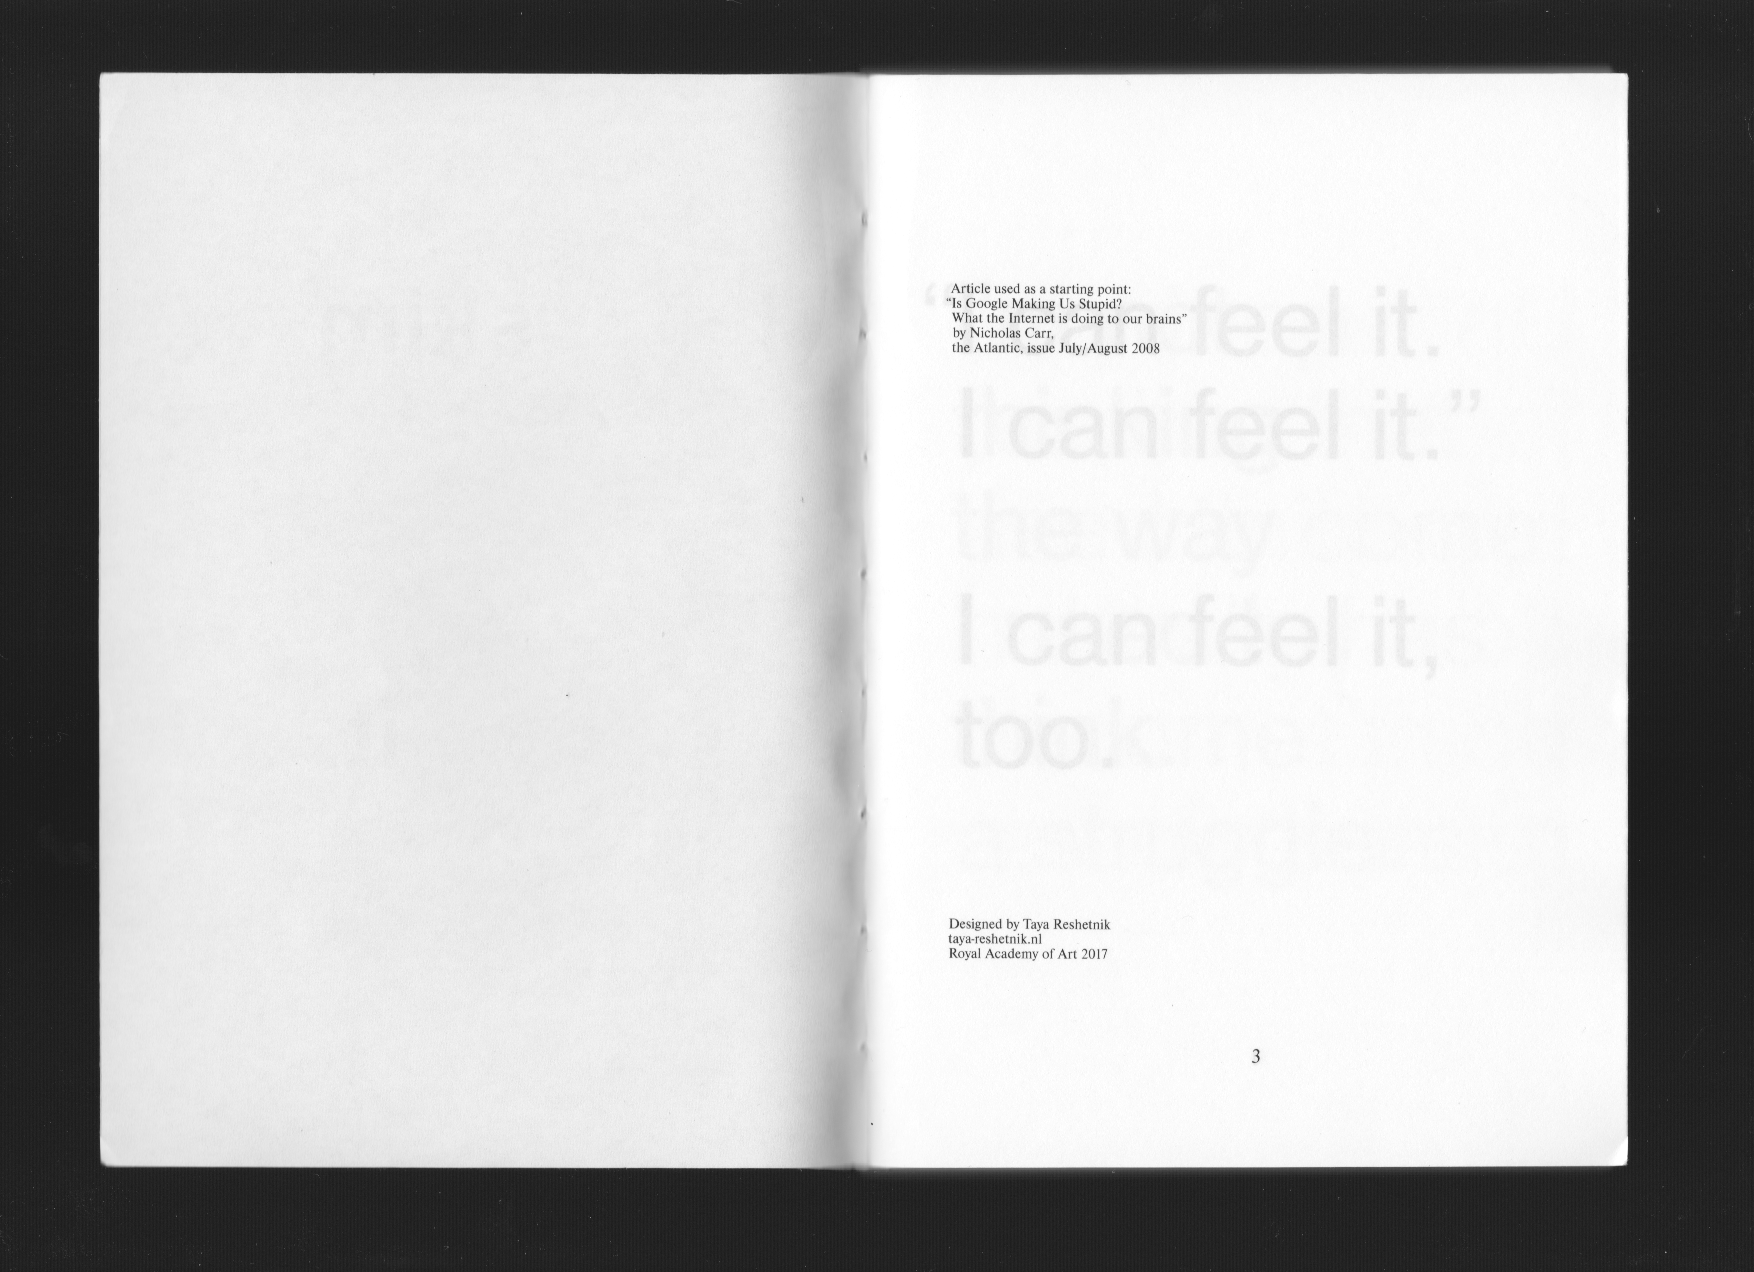 Article used as a starting point:
“Is Google Making Us Stupid?
What the Internet is doing to our brains”
by Nicholas Carr,
the Atlantic, issue July/August 2008
“I can feel it.
I can feel it.”
the way
I can feel it,
too.
Designed by Taya Reshetnik
taya-reshetnik.nl
Royal Academy of Art 2017
3